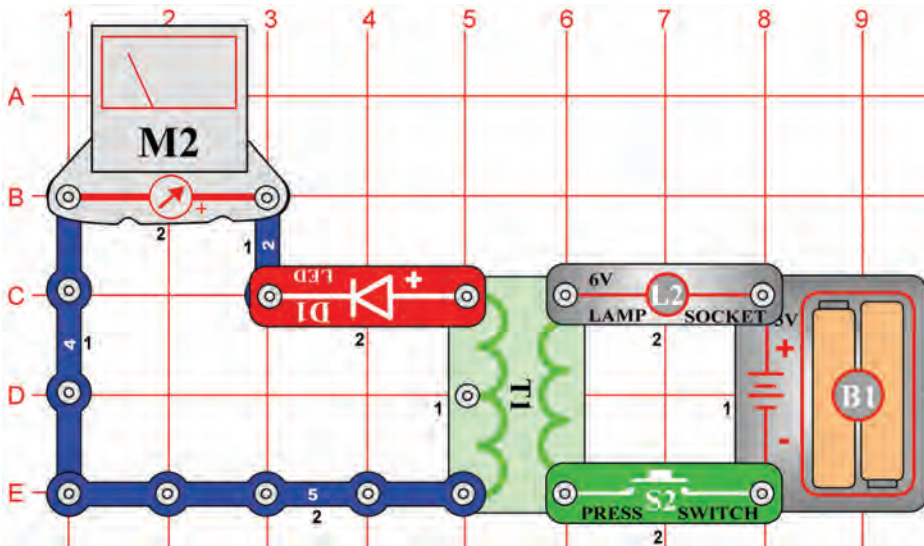 1 2 3 4 5 6 7 8 9
A
M2
B
+
2
1 2
C
LED
D1
+
2
6V
L2
LAMP SOCKET
2
3V
+
4 1
D
1
T1
1
B1
-
E
5
2
S2
PRESS SWITCH
2